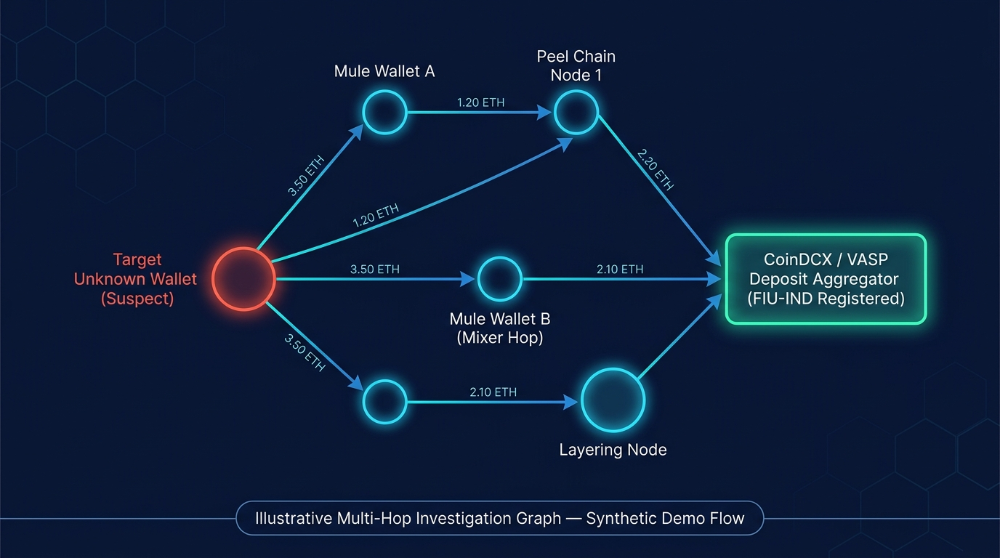 Peel Chain
Node 1
Mule Wallet A
1.20 ETH
3.50 ETH
2.20 ETH
1.20 ETH
Target
Unknown Wallet
(Suspect)
3.50 ETH
2.10 ETH
CoinDCX / VASP
Deposit Aggregator
(FIU-IND Registered)
Mule Wallet B
(Mixer Hop)
3.50 ETH
2.10 ETH
Layering Node
Illustrative Multi-Hop Investigation Graph — Synthetic Demo Flow